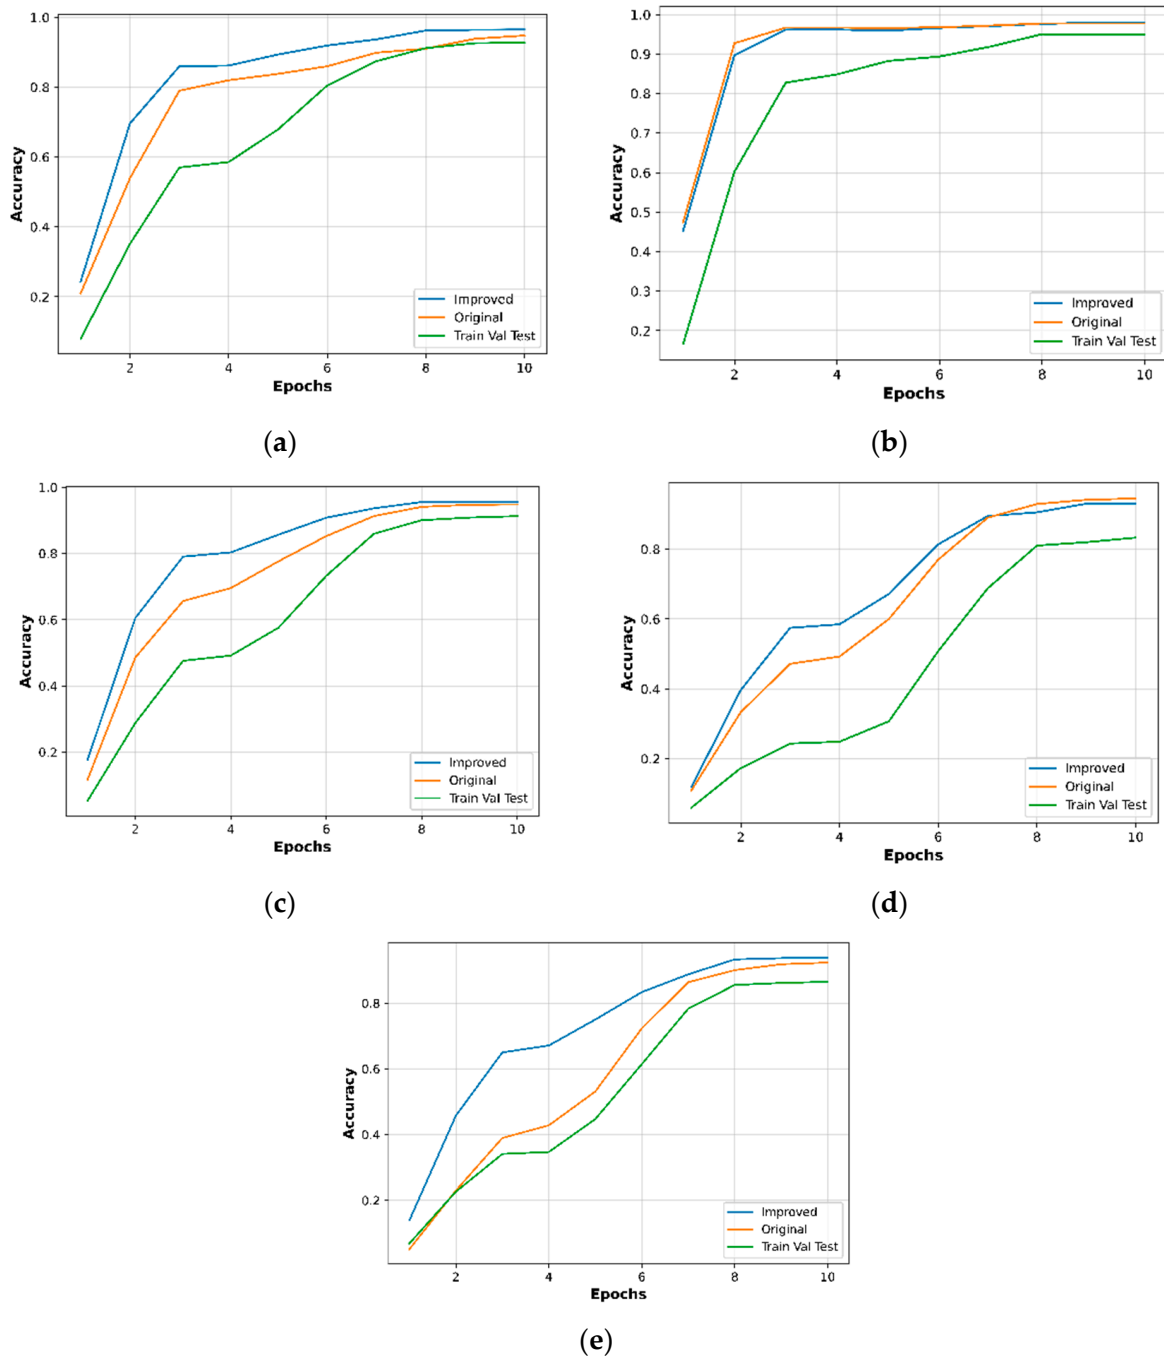 1.0
0.8
0.6
0.4
0.2
Accuracy
2 4 6 8 10
Epochs
Improved
Original
Train Val Test
(a)
1.0
0.9
0.8
0.7
0.6
0.5
0.4
0.3
0.2
Accuracy
2 4 6 8 10
Epochs
Improved
Original
Train Val Test
(b)
1.0
0.8
0.6
0.4
0.2
Accuracy
2 4 6 8 10
Epochs
Improved
Original
Train Val Test
(c)
0.8
0.6
0.4
0.2
Accuracy
2 4 6 8 10
Epochs
Improved
Original
Train Val Test
(d)
0.8
0.6
0.4
0.2
Accuracy
2 4 6 8 10
Epochs
Improved
Original
Train Val Test
(e)